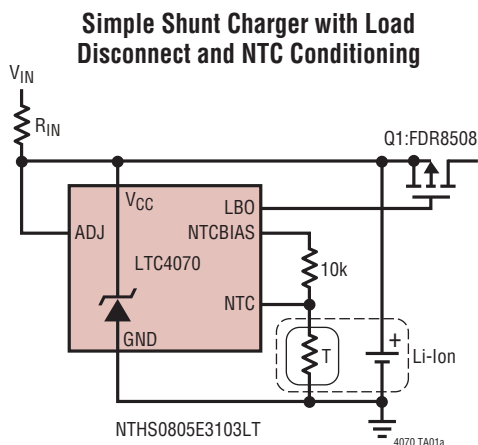 Simple Shunt Charger with Load
Disconnect and NTC Conditioning
VIN
RIN
Q1:FDR8508
VCC
LBO
ADJ
NTCBIAS
LTC4070
10k
NTC
+
T
Li-Ion
GND
NTHS0805E3103LT
4070 TA01a